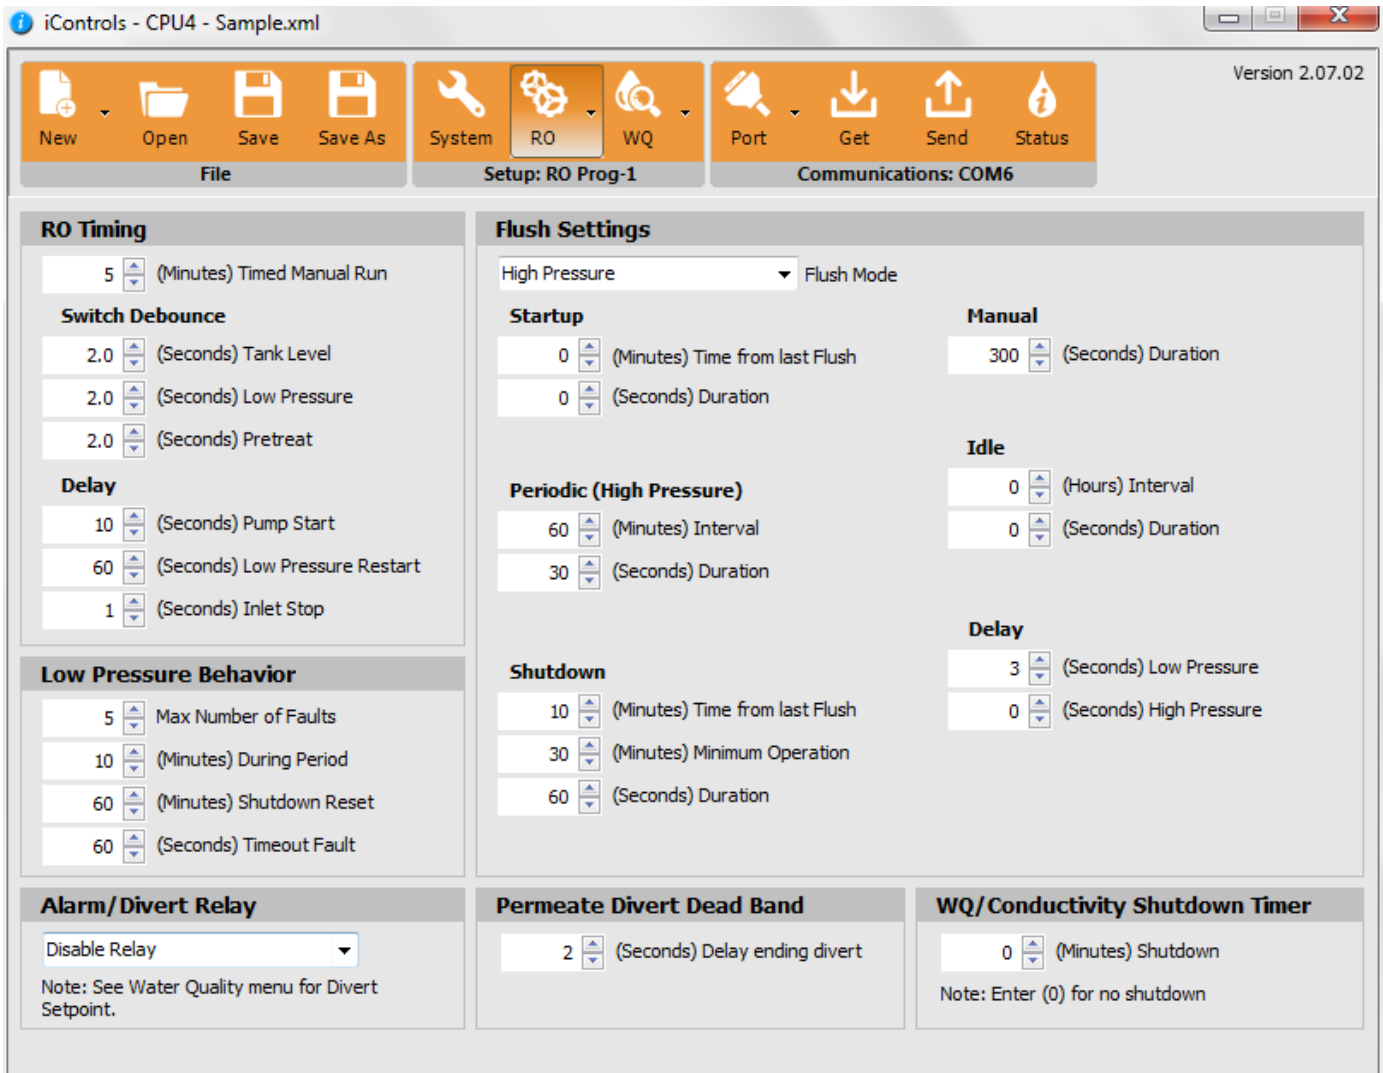 iControls - CPU4 - Sample.xml
Version 2.07.02
New Open Save Save As System RO WQ Port Get Send Status
File Setup: RO Prog-1 Communications: COM6
RO Timing
5 (Minutes) Timed Manual Run
Switch Debounce
2.0 (Seconds) Tank Level
2.0 (Seconds) Low Pressure
2.0 (Seconds) Pretreat
Delay
10 (Seconds) Pump Start
60 (Seconds) Low Pressure Restart
1 (Seconds) Inlet Stop
Low Pressure Behavior
5 Max Number of Faults
10 (Minutes) During Period
60 (Minutes) Shutdown Reset
60 (Seconds) Timeout Fault
Flush Settings
High Pressure Flush Mode
Startup
0 (Minutes) Time from last Flush
0 (Seconds) Duration
Periodic (High Pressure)
60 (Minutes) Interval
30 (Seconds) Duration
Shutdown
10 (Minutes) Time from last Flush
30 (Minutes) Minimum Operation
60 (Seconds) Duration
Manual
300 (Seconds) Duration
Idle
0 (Hours) Interval
0 (Seconds) Duration
Delay
3 (Seconds) Low Pressure
0 (Seconds) High Pressure
Alarm/Divert Relay
Disable Relay
Note: See Water Quality menu for Divert
Setpoint.
Permeate Divert Dead Band
2 (Seconds) Delay ending divert
WQ/Conductivity Shutdown Timer
0 (Minutes) Shutdown
Note: Enter (0) for no shutdown